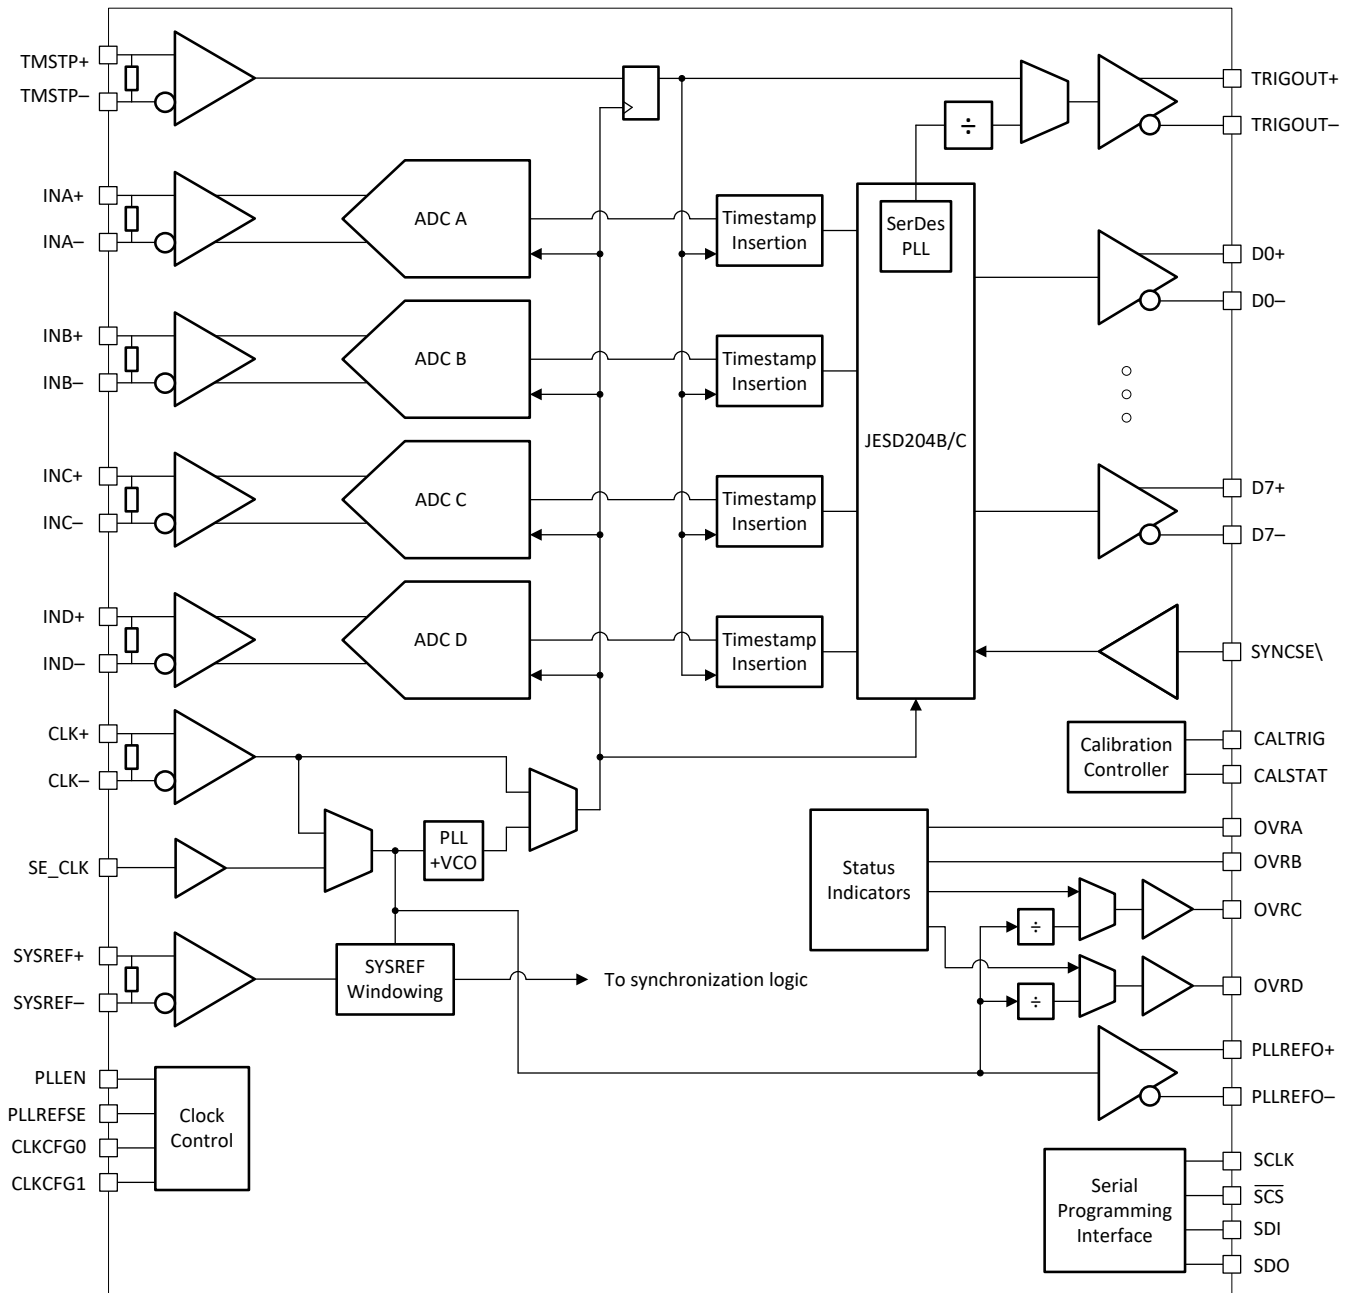 TMSTP+
TMSTP–
TRIGOUT+
TRIGOUT–
÷
INA+
INA–
ADC A
Timestamp
Insertion
SerDes
PLL
D0+
D0–
INB+
INB–
ADC B
Timestamp
Insertion
JESD204B/C
INC+
INC–
ADC C
Timestamp
Insertion
D7+
D7–
IND+
IND–
ADC D
Timestamp
Insertion
SYNCSE\
CLK+
CLK–
Calibration
Controller
CALTRIG
CALSTAT
PLL
+VCO
SE_CLK
Status
Indicators
OVRA
OVRB
OVRC
÷
OVRD
÷
SYSREF+
SYSREF–
SYSREF
Windowing
To synchronization logic
PLLREFO+
PLLREFO–
PLLEN
PLLREFSE
CLKCFG0
CLKCFG1
Clock
Control
Serial
Programming
Interface
SCLK
SCS
SDI
SDO